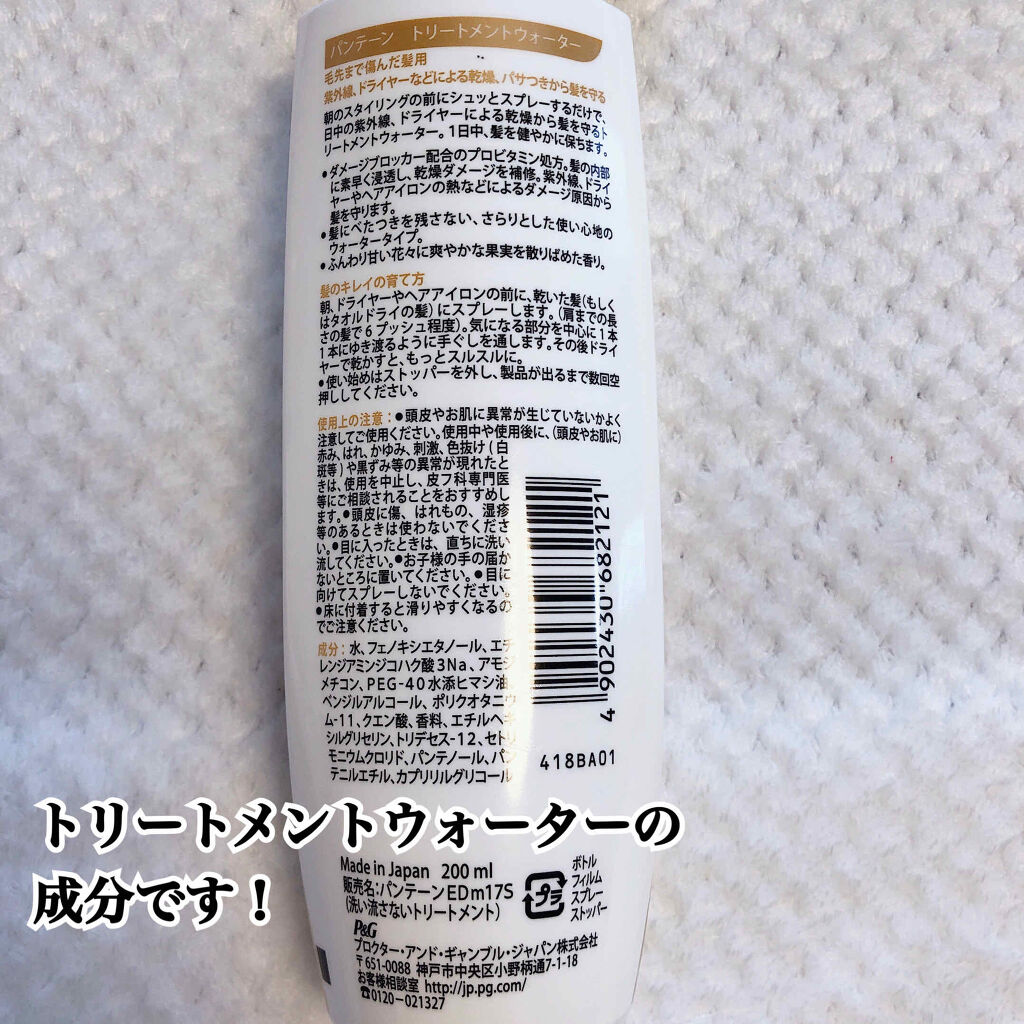 パンテーン トリートメントウォーター
毛先まで傷んだ髪用
紫外線、ドライヤーなどによる乾燥、パサつきから髪を守る
朝のスタイリングの前にシュッとスプレーするだけで、
日中の紫外線、ドライヤーによる乾燥から髪を守るト
リートメントウォーター。1日中、髪を健やかに保ちます。
●ダメージブロッカー配合のプロビタミン処方。髪の内部
に素早く浸透し、乾燥ダメージを補修。紫外線、ドライ
ヤーやヘアアイロンの熱などによるダメージ原因から
髪を守ります。
●髪にべたつきを残さない、さらりとした使い心地の
ウォータータイプ。
●ふんわり甘い花々に爽やかな果実を散りばめた香り。
髪のキレイの育て方
朝、ドライヤーやヘアアイロンの前に、乾いた髪(もしく
はタオルドライの髪)にスプレーします。(肩までの長
さの髪で6プッシュ程度)。気になる部分を中心に1本
1本にゆき渡るように手ぐしを通します。その後ドライ
ヤーで乾かすと、もっとスルスルに。
●使い始めはストッパーを外し、製品が出るまで数回空
押ししてください。
使用上の注意:●頭皮やお肌に異常が生じていないかよく
注意してご使用ください。使用中や使用後に、(頭皮やお肌に)
赤み、はれ、かゆみ、刺激、色抜け(白
斑等)や黒ずみ等の異常が現れたと
きは、使用を中止し、皮フ科専門医
等にご相談されることをおすすめし
ます。●頭皮に傷、はれもの、湿疹
等のあるときは使わないでくださ
い。●目に入ったときは、直ちに洗い
流してください。●お子様の手の届か
ないところに置いてください。●目に
向けてスプレーしないでください。
●床に付着すると滑りやすくなるの
でご注意ください。
成分:水、フェノキシエタノール、エチ
レンジアミンジコハク酸3Na、アモジ
メチコン、PEG-40水添ヒマシ油、
ベンジルアルコール、ポリクオタニウ
ム-11、クエン酸、香料、エチルヘキ
シルグリセリン、トリデセス-12、セトリ
モニウムクロリド、パンテノール、パン
テニルエチル、カプリリルグリコール
4 902430 682121
418BA01
トリートメントウォーターの
成分です!
Made in Japan 200 ml
販売名:パンテーンEDm17S
(洗い流さないトリートメント)
プラ
ボトル
フィルム
スプレー
ストッパー
P&G
プロクター・アンド・ギャンブル・ジャパン株式会社
〒651-0088 神戸市中央区小野柄通7-1-18
お客様相談室 http://jp.pg.com/
☎0120-021327